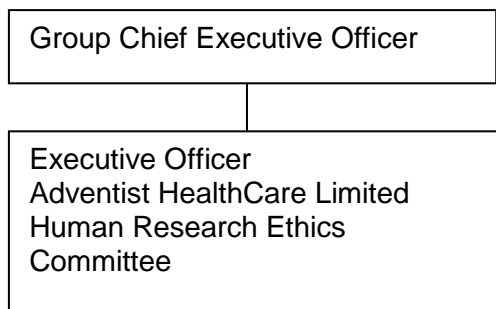 Group Chief Executive Officer
Executive Officer
Adventist HealthCare Limited
Human Research Ethics
Committee